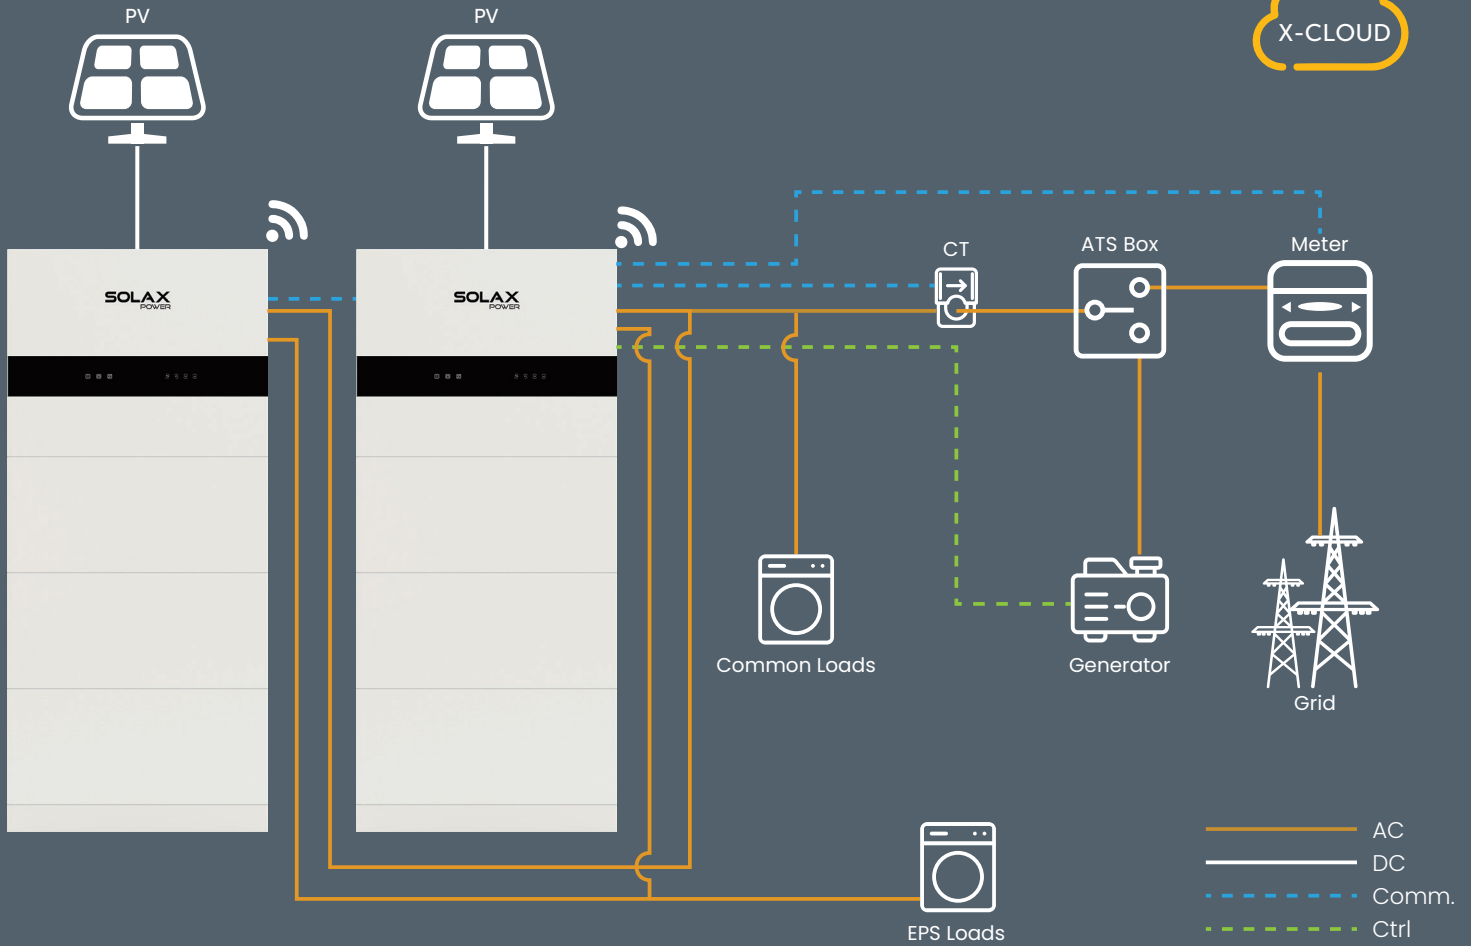 PV
PV
X-CLOUD
CT
ATS Box
Meter
SOLAX
POWER
SOLAX
POWER
Common Loads
Generator
Grid
EPS Loads
AC
DC
Comm.
Ctrl